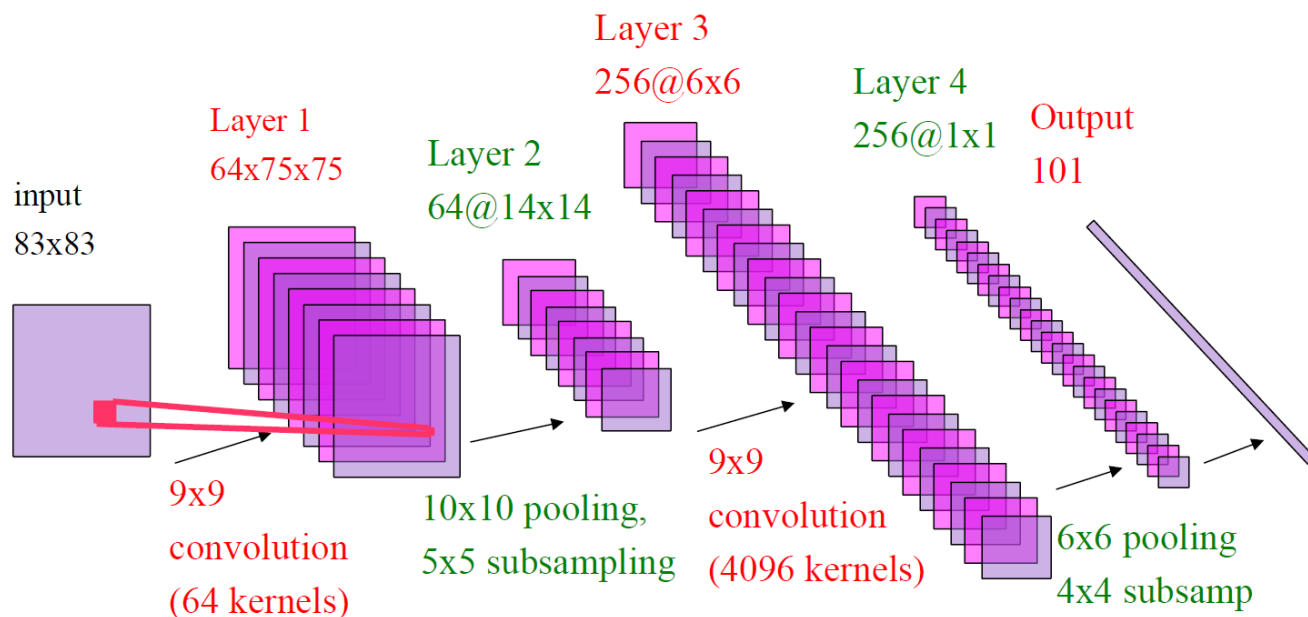 input
83x83
Layer 1
64x75x75
Layer 2
64@14x14
Layer 3
256@6x6
Layer 4
256@1x1
Output
101
9x9
convolution
(64 kernels)
10x10 pooling,
5x5 subsampling
9x9
convolution
(4096 kernels)
6x6 pooling
4x4 subsamp